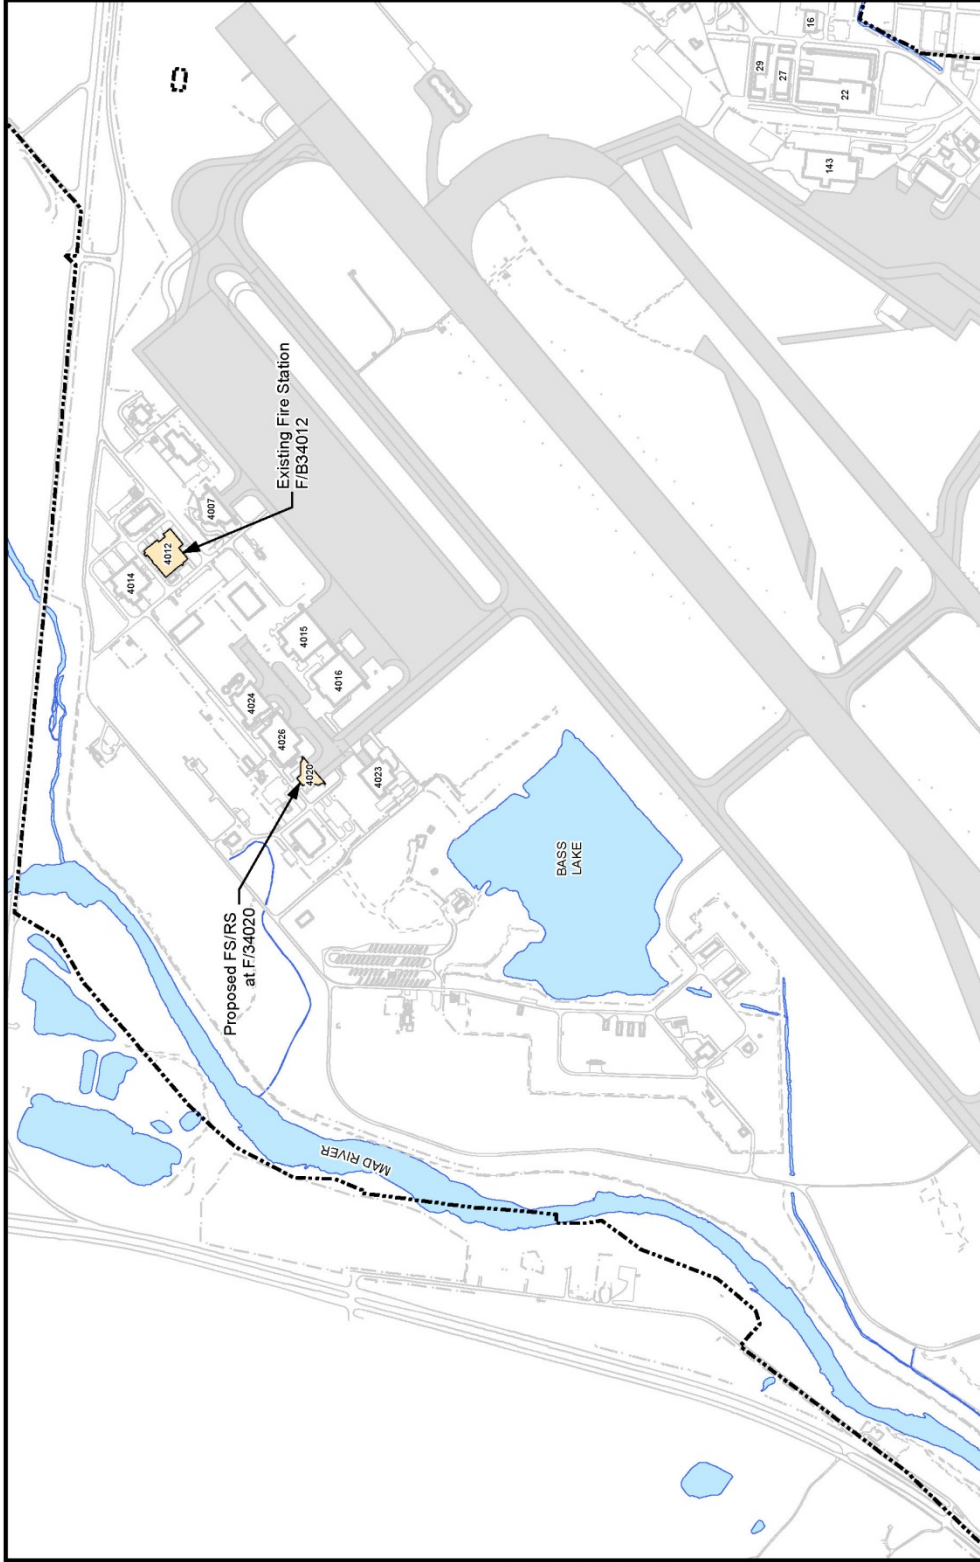 16
29
27
22
143
Existing Fire Station
F/B34012
4007
4012
4014
4015
4016
4024
4026
4020
4023
Proposed FS/RS
at F/34020
BASS
LAKE
MAD RIVER